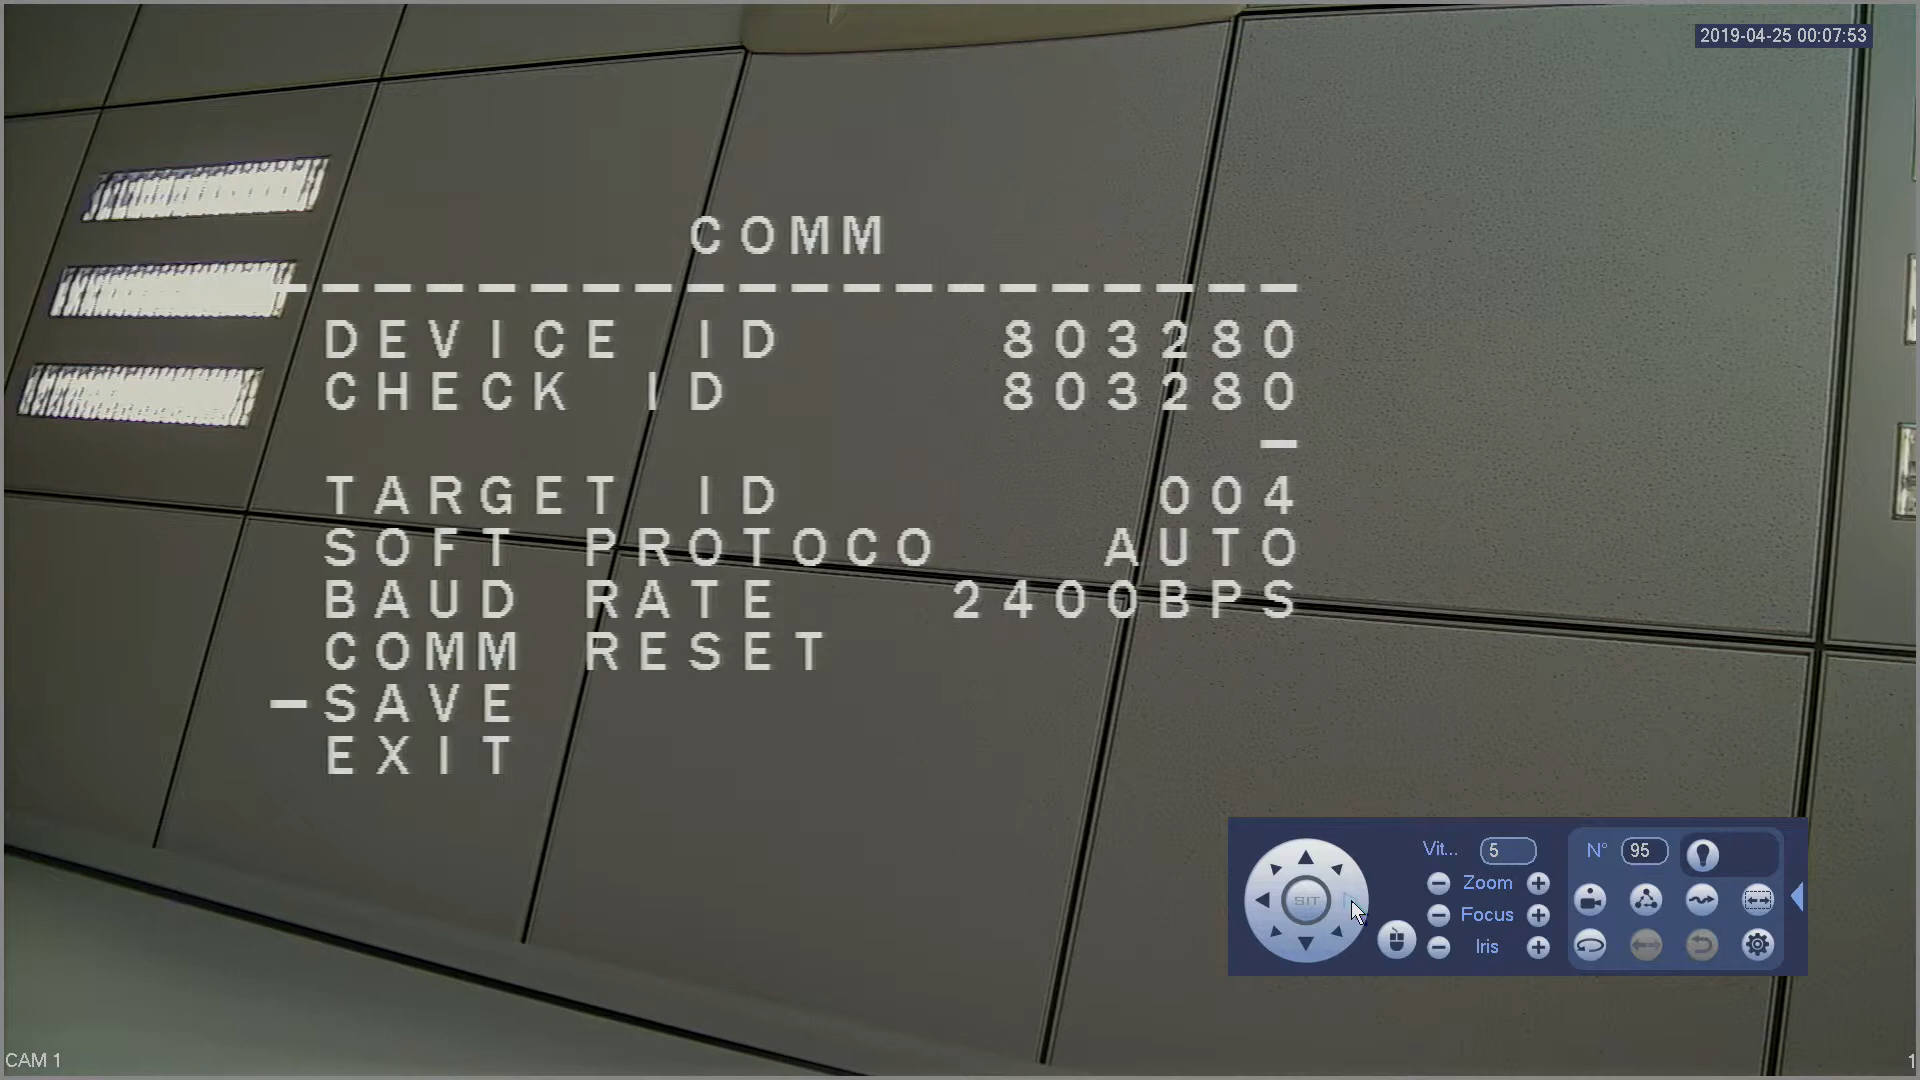 2019-04-25 00:07:53
COMM
DEVICE ID 803280
CHECK ID 803280
TARGET ID 004
SOFT PROTOCO AUTO
BAUD RATE 2400BPS
COMM RESET
SAVE
EXIT
Vit... 5
N° 95
Zoom
SIT
Focus
Iris
CAM 1
1